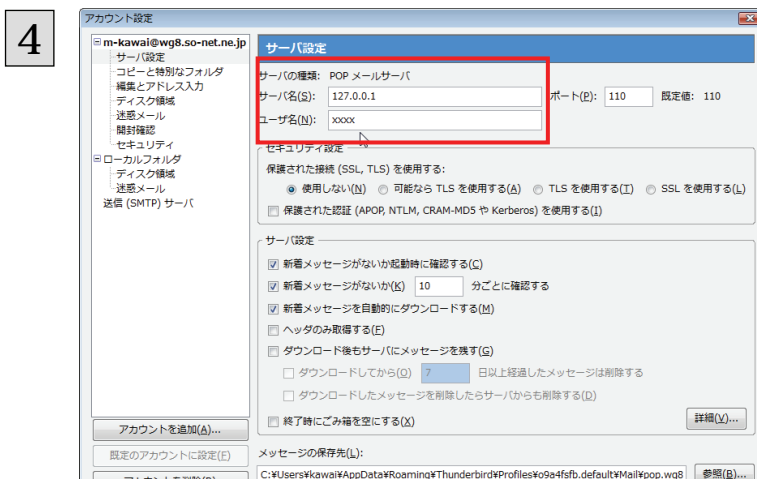 4
アカウント設定
m-kawai@wg8.so-net.ne.jp
サーバ設定
コピーと特別なフォルダ
編集とアドレス入力
ディスク領域
迷惑メール
開封確認
セキュリティ
ローカルフォルダ
ディスク領域
迷惑メール
送信 (SMTP) サーバ
アカウントを追加(A)...
既定のアカウントに設定(F)
サーバ設定
サーバの種類: POP メールサーバ
サーバ名(S): 127.0.0.1 ポート(P): 110 既定値: 110
ユーザ名(N): xxxx
セキュリティ設定
保護された接続 (SSL, TLS) を使用する:
使用しない(N) 可能なら TLS を使用する(A) TLS を使用する(T) SSL を使用する(L)
保護された認証 (APOP, NTLM, CRAM-MD5 や Kerberos) を使用する(I)
サーバ設定
新着メッセージがないか起動時に確認する(C)
新着メッセージがないか(K) 10 分ごとに確認する
新着メッセージを自動的にダウンロードする(M)
ヘッダのみ取得する(F)
ダウンロード後もサーバにメッセージを残す(G)
ダウンロードしてから(O) 7 日以上経過したメッセージは削除する
ダウンロードしたメッセージを削除したらサーバからも削除する(D)
終了時にごみ箱を空にする(X) 詳細(V)...
メッセージの保存先(L):
C:¥Users¥kawai¥AppData¥Roaming¥Thunderbird¥Profiles¥o9a4fsfb.default¥Mail¥pop.wg8 参照(B)...